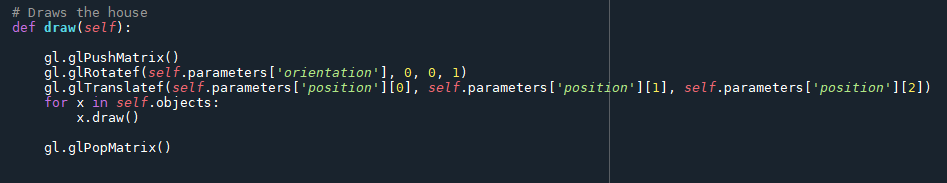 # Draws the house
def draw(self):
gl.glPushMatrix()
gl.glRotatef(self.parameters['orientation'], 0, 0, 1)
gl.glTranslatef(self.parameters['position'][0], self.parameters['position'][1], self.parameters['position'][2])
for x in self.objects:
x.draw()
gl.glPopMatrix()